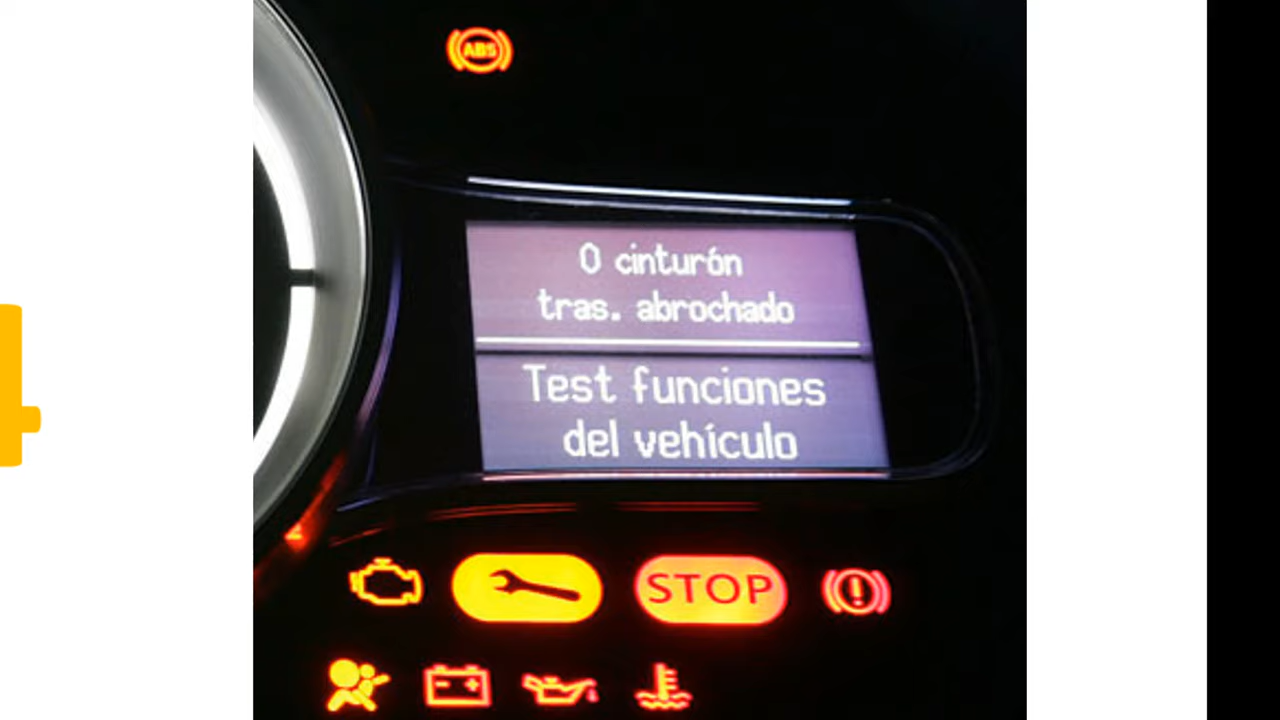 ABS
0 cinturón
tras. abrochado
Test funciones
del vehículo
STOP